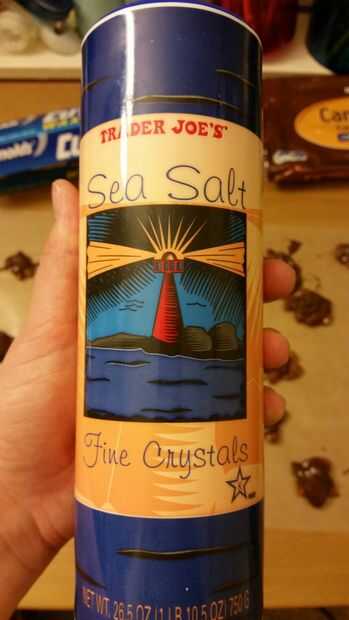 TRADER JOE'S
Sea Salt
Fine Crystals
K
NET WT. 26.5 OZ (1 LB 10.5 OZ) 750 G